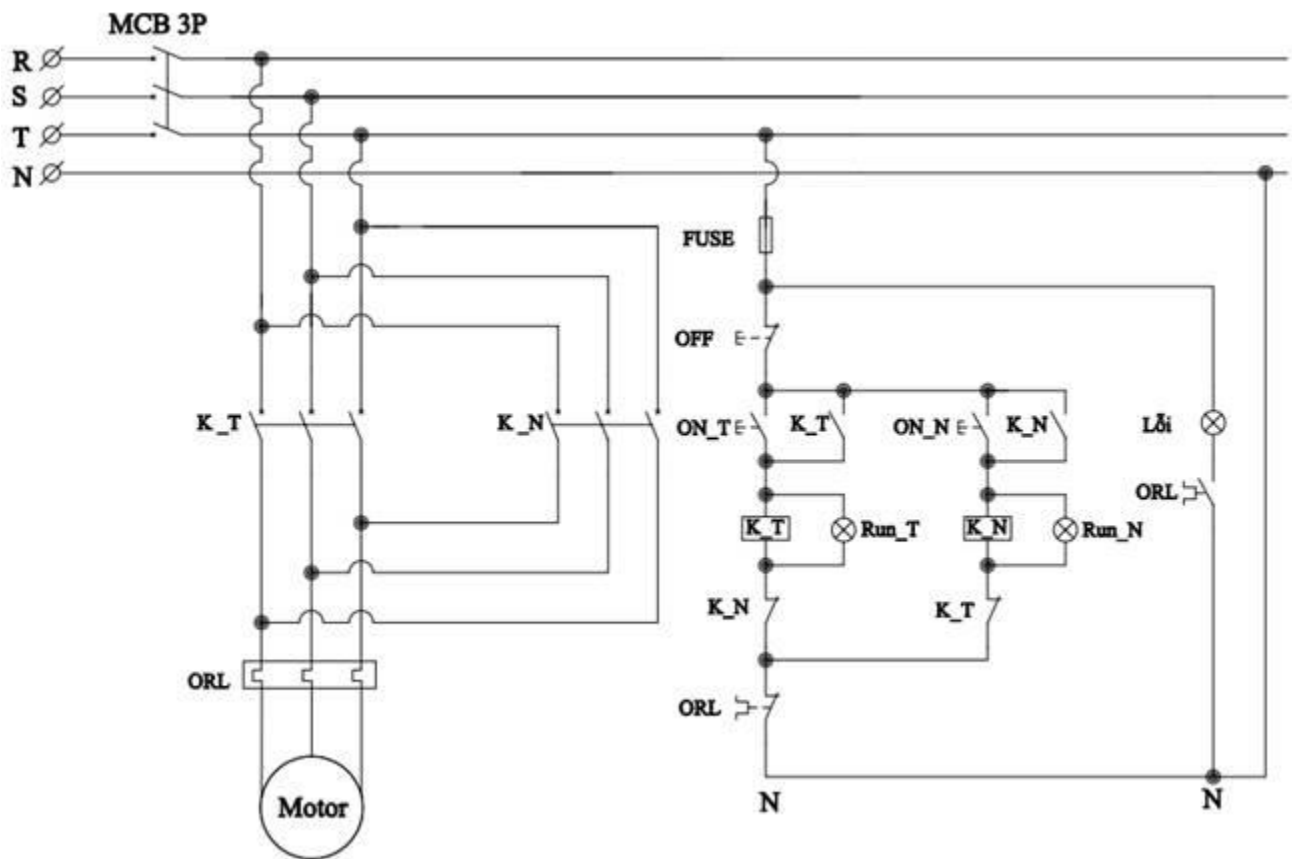 MCB 3P
R
S
T
N
FUSE
OFF
K_T
K_N
ON_T
K_T
ON_N
K_N
Lỗi
ORL
K_T
Run_T
K_N
Run_N
K_N
K_T
ORL
ORL
Motor
N
N